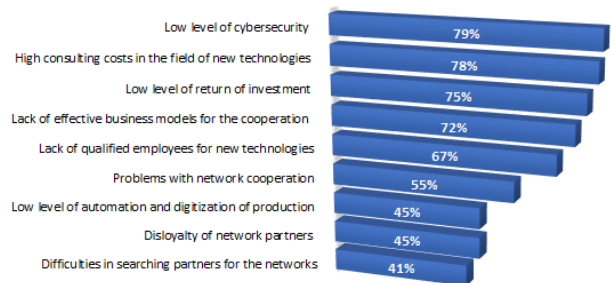 Low level of cybersecurity
79%
High consulting costs in the field of new technologies
78%
Low level of return of investment
75%
Lack of effective business models for the cooperation
72%
Lack of qualified employees for new technologies
67%
Problems with network cooperation
55%
Low level of automation and digitization of production
45%
Disloyalty of network partners
45%
Difficulties in searching partners for the networks
41%